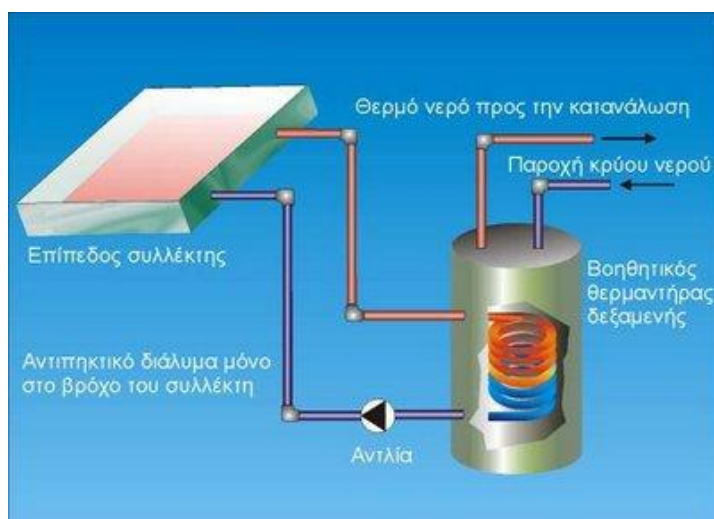 Θερμό νερό προς την κατανάλωση
Παροχή κρύου νερού
Επίπεδος συλλέκτης
Βοηθητικός
θερμαντήρας
δεξαμενής
Αντιπηκτικό διάλυμα μόνο
στο βρόχο του συλλέκτη
Αντλία